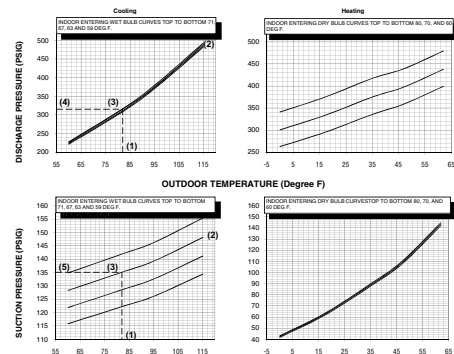 Cooling
Heating
INDOOR ENTERING WET BULB CURVES TOP TO BOTTOM 71,
67, 63 AND 59 DEG F.
INDOOR ENTERING DRY BULB CURVES TOP TO BOTTOM 80, 70, AND 60
DEG F.
DISCHARGE PRESSURE (PSIG)
500
450
400
350
300
250
200
(2)
(4)
(3)
(1)
55 65 75 85 95 105 115
500
450
400
350
300
250
-5 5 15 25 35 45 55 65
OUTDOOR TEMPERATURE (Degree F)
INDOOR ENTERING WET BULB CURVES TOP TO BOTTOM
71, 67, 63 AND 59 DEG F.
INDOOR ENTERING DRY BULB CURVES TOP TO BOTTOM 80, 70, AND
60 DEG F.
SUCTION PRESSURE (PSIG)
160
155
150
145
140
135
130
125
120
115
110
(2)
(5)
(3)
(1)
55 65 75 85 95 105 115
160
150
140
130
120
110
100
90
80
70
60
50
40
-5 5 15 25 35 45 55 65